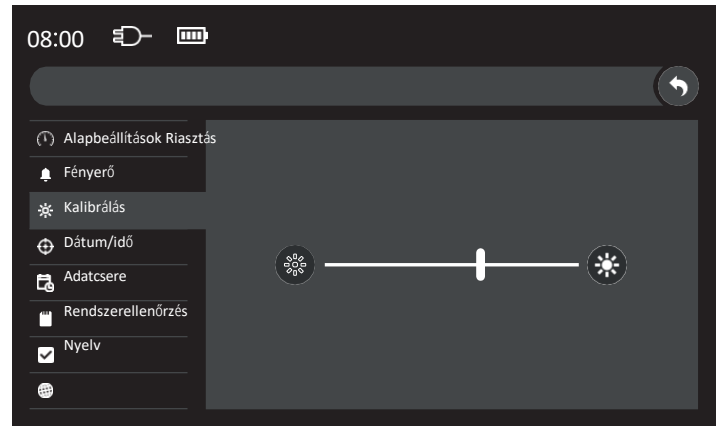 08:00
Alapbeállítások Riasztás
Fényerő
Kalibrálás
Dátum/idő
Adatcsere
Rendszerellenőrzés
Nyelv